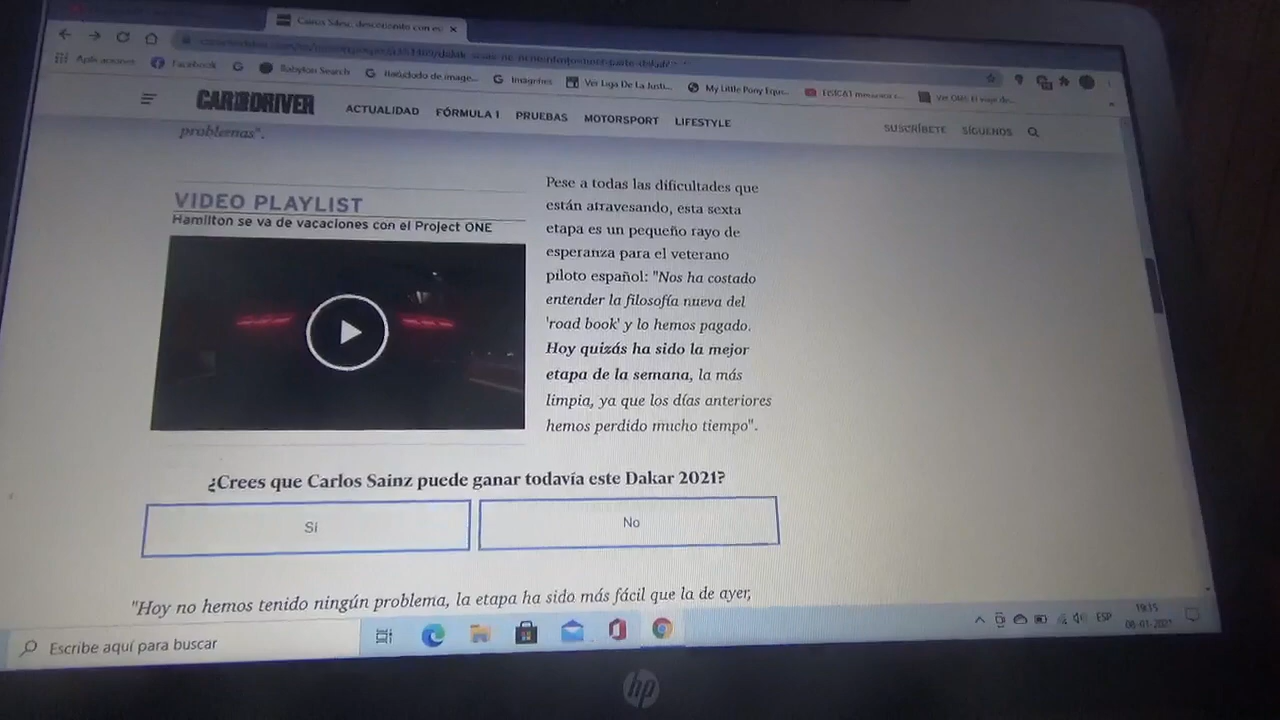 Carlos Sainz, descontento con es
Aplicaciones Facebook G Babylon Search Resultado de image... Imágenes Ver Liga De La Justi... My Little Pony Eque...
CAR AND DRIVER ACTUALIDAD FÓRMULA 1 PRUEBAS MOTORSPORT LIFESTYLE SUSCRÍBETE SÍGUENOS
problemas".
VIDEO PLAYLIST
Hamilton se va de vacaciones con el Project ONE
Pese a todas las dificultades que
están atravesando, esta sexta
etapa es un pequeño rayo de
esperanza para el veterano
piloto español: "Nos ha costado
entender la filosofía nueva del
'road book' y lo hemos pagado.
Hoy quizás ha sido la mejor
etapa de la semana, la más
limpia, ya que los días anteriores
hemos perdido mucho tiempo".
¿Crees que Carlos Sainz puede ganar todavía este Dakar 2021?
Sí No
"Hoy no hemos tenido ningún problema, la etapa ha sido más fácil que la de ayer,
Escribe aquí para buscar
ESP 19:15
08-01-2021
hp